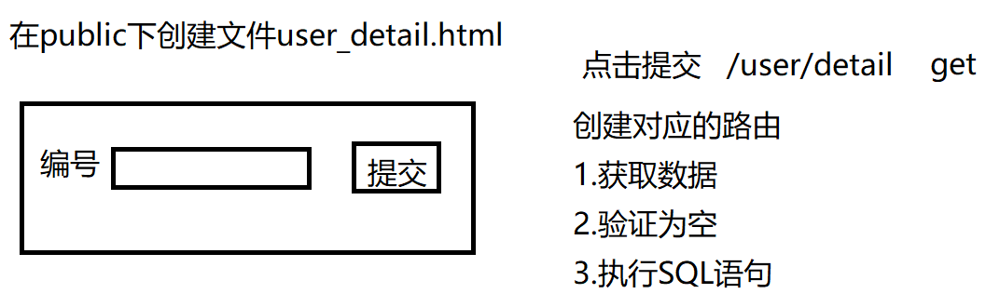 在public下创建文件user_detail.html
编号
提交
点击提交 /user/detail get
创建对应的路由
1.获取数据
2.验证为空
3.执行SQL语句